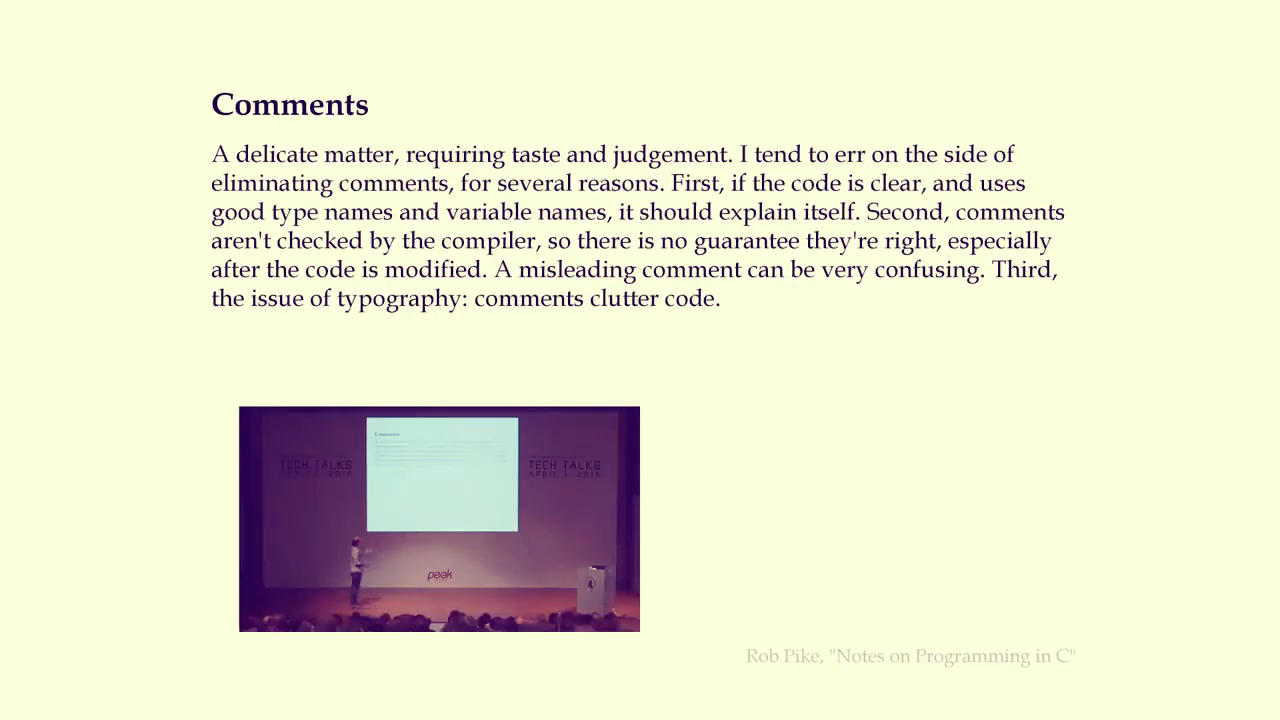 Comments
A delicate matter, requiring taste and judgement. I tend to err on the side of
eliminating comments, for several reasons. First, if the code is clear, and uses
good type names and variable names, it should explain itself. Second, comments
aren't checked by the compiler, so there is no guarantee they're right, especially
after the code is modified. A misleading comment can be very confusing. Third,
the issue of typography: comments clutter code.
Comments
TECH TALKS
TECH TALKS
peak
Rob Pike, "Notes on Programming in C"